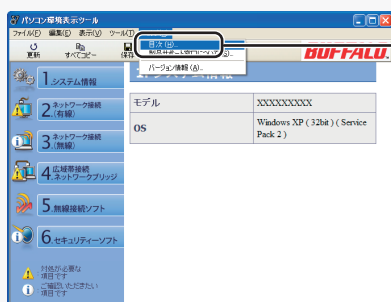 パソコン環境表示ツール
ファイル(F) 編集(E) 表示(V) ツール(T)
目次(H)...
バージョン情報(A)...
更新 すべてコピー 保存
BUFFALO
1.システム情報
2.ネットワーク接続(有線)
3.ネットワーク接続(無線)
4.広域帯接続 ネットワークブリッジ
5.無線接続ソフト
6.セキュリティーソフト
対処が必要な
項目です
ご確認いただきたい
項目です
モデル XXXXXXXXX
OS Windows XP ( 32bit ) ( Service
Pack 2 )